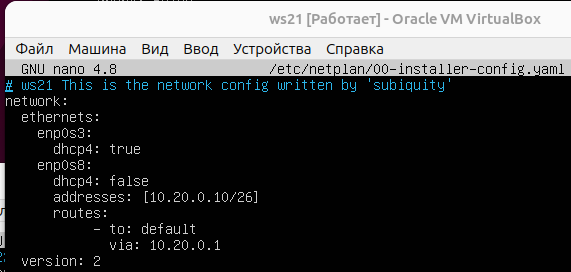 ws21 [Работает] - Oracle VM VirtualBox
Файл Машина Вид Ввод Устройства Справка
GNU nano 4.8 /etc/netplan/00-installer-config.yaml
# ws21 This is the network config written by 'subiquity'
network:
  ethernets:
    enp0s3:
      dhcp4: true
    enp0s8:
      dhcp4: false
      addresses: [10.20.0.10/26]
      routes:
           - to: default
             via: 10.20.0.1
  version: 2